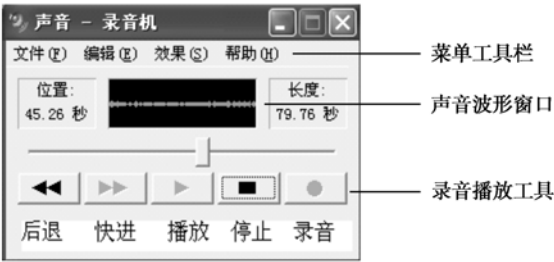 声音 - 录音机
文件(F) 编辑(E) 效果(S) 帮助(H)
菜单工具栏
位置:
45.26 秒
长度:
79.76 秒
声音波形窗口
录音播放工具
后退 快进 播放 停止 录音